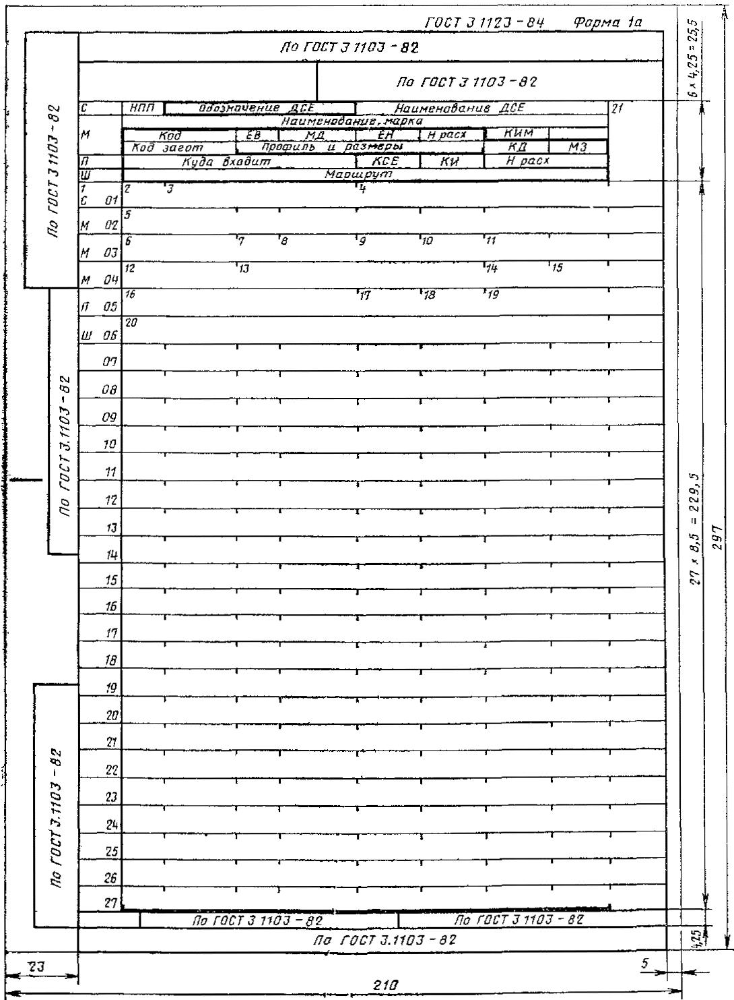 ГОСТ 3 1123-84 Форма 1а
По ГОСТ 3 1103-82
По ГОСТ 3 1103-82
По ГОСТ 3 1103-82
С НПП Обозначение ДСЕ Наименование ДСЕ 21
Наименование, марка
М Код ЕВ МД ЕН Н расх КИМ
Код загот Профиль и размеры КД МЗ
П Куда входит КСЕ КИ Н расх
Ш Маршрут
1 2 3 4
С 01
5
М 02
6 7 8 9 10 11
М 03
12 13 14 15
М 04
16 17 18 19
П 05
20
Ш 06
07
08
09
10
11
12
13
14
15
16
17
18
19
20
21
22
23
24
25
26
27
По ГОСТ 3.1103-82
По ГОСТ 3.1103-82
По ГОСТ 3 1103-82 По ГОСТ 3 1103-82
По ГОСТ 3.1103-82
6 × 4,25 = 25,5
27 × 8,5 = 229,5
297
4,25
23
5
210